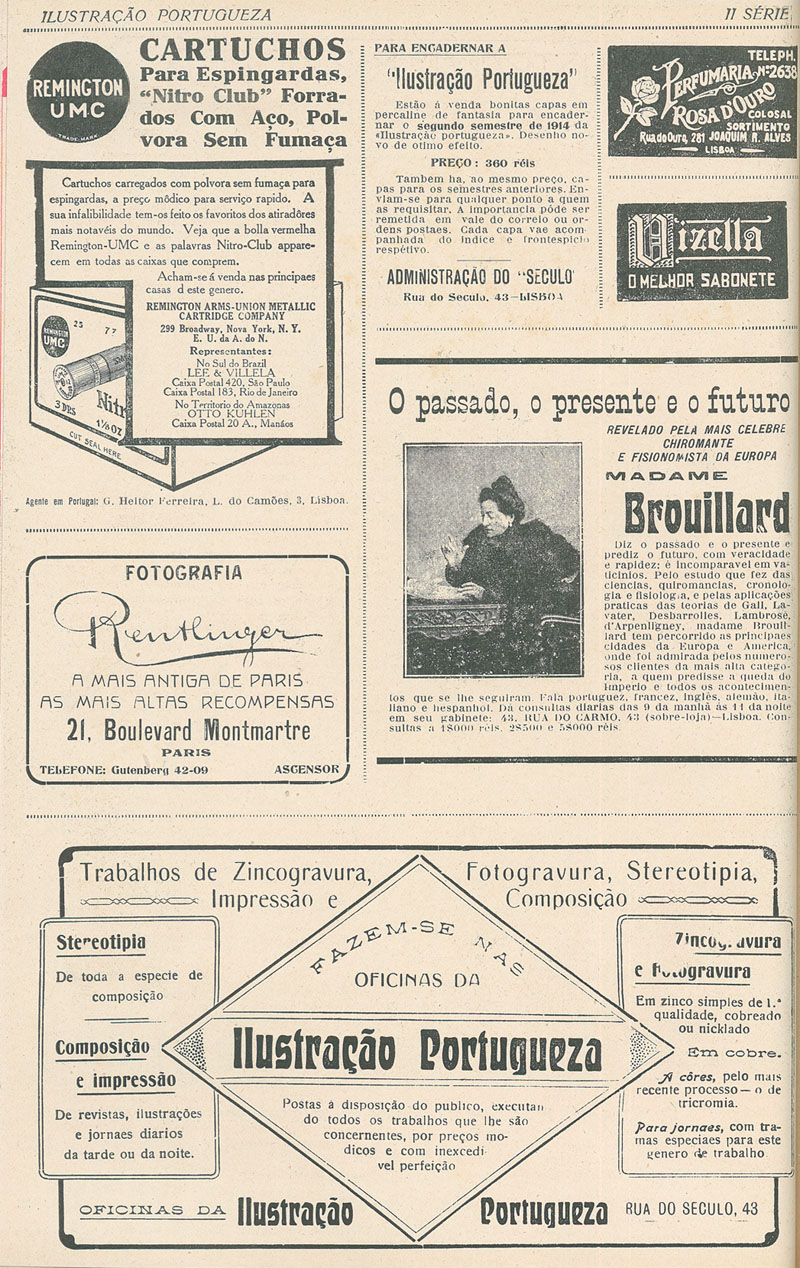 ILUSTRAÇÃO PORTUGUEZA
II SÉRIE
REMINGTON
UMC
TRADE MARK
CARTUCHOS
Para Espingardas,
“Nitro Club” Forra-
dos Com Aço, Pol-
vora Sem Fumaça
Cartuchos carregados com polvora sem fumaça para
espingardas, a preço módico para serviço rapido. A
sua infalibilidade tem-os feito os favoritos dos atiradôres
mais notavéis do mundo. Veja que a bolla vermelha
Remington-UMC e as palavras Nitro-Club appare-
cem em todas as caixas que comprem.
Acham-se á venda nas principaes
casas d este genero.
REMINGTON ARMS-UNION METALLIC
CARTRIDGE COMPANY
299 Broadway, Nova York, N. Y.
E. U. da A. do N.
Representantes:
No Sul do Brazil
LEE & VILLELA
Caixa Postal 420, São Paulo
Caixa Postal 183, Rio de Janeiro
No Territorio do Amazonas
OTTO KUHLEN
Caixa Postal 20 A., Manáos
REMINGTON
UMC
25 77
Nitr
3 DRS
1⅛ OZ
CUT SEAL HERE
Agente em Portugal: G. Heitor Ferreira, L. do Camões, 3, Lisboa.
FOTOGRAFIA
Reutlinger
A MAIS ANTIGA DE PARIS
AS MAIS ALTAS RECOMPENSAS
21, Boulevard Montmartre
PARIS
TELEFONE: Gutenberg 42-09 ASCENSOR
PARA ENCADERNAR A
“Ilustração Portugueza”
Estão á venda bonitas capas em
percaline de fantasia para encader-
nar o segundo semestre de 1914 da
«Ilustração portugueza». Desenho no-
vo de otimo efeito.
PREÇO: 360 réis
Tambem ha, ao mesmo preço, ca-
pas para os semestres anteriores. En-
viam-se para qualquer ponto a quem
as requisitar. A importancia póde ser
remetida em vale do correio ou or-
dens postaes. Cada capa vae acom
panhada do indice e frontespicio
respétivo.
ADMINISTRAÇÃO DO “SECULO
Rua do Seculo, 43—LISBOA
TELEPH.
Nº 2638
PERFUMARIA
ROSA D'OURO
COLOSAL
SORTIMENTO
Rua do Ouro, 281 JOAQUIM R. ALVES
LISBOA
Vizella
O MELHOR SABONETE
O passado, o presente e o futuro
REVELADO PELA MAIS CELEBRE
CHIROMANTE
E FISIONOMISTA DA EUROPA
MADAME
Brouillard
Diz o passado e o presente e
prediz o futuro, com veracidade
e rapidez; é incomparavel em va-
ticinios. Pelo estudo que fez das
ciencias, quiromancias, cronolo-
gia e fisiologia, e pelas aplicações
praticas das teorias de Gall, La-
vater, Desbarrolles, Lambrose,
d'Arpenligney, madame Brouil-
lard tem percorrido as principaes
cidades da Europa e America,
onde foi admirada pelos numero-
sos clientes da mais alta catego-
ria, a quem predisse a queda do
imperio e todos os acontecimen-
tos que se lhe seguiram. Fala portuguez, francez, inglês, alemão, ita-
liano e hespanhol. Dá consultas diarias das 9 da manhã ás 11 da noite
em seu gabinete: 43, RUA DO CARMO, 43 (sobre-loja)—Lisboa. Con-
sultas a 1$000 réis, 2$500 e 5$000 réis.
Trabalhos de Zincogravura, Fotogravura, Stereotipia,
Impressão e Composição
FAZEM-SE NAS
OFICINAS DA
Ilustração Portugueza
Postas á disposição do publico, executan
do todos os trabalhos que lhe são
concernentes, por preços mo-
dicos e com inexcedi
vel perfeição
Stereotipia
De toda a especie de
composição
Composição
e impressão
De revistas, ilustrações
e jornaes diarios
da tarde ou da noite.
Zincogravura
e Fotogravura
Em zinco simples de 1.ª
qualidade, cobreado
ou nicklado
Em cobre.
A côres, pelo mais
recente processo—o de
tricromia.
Para jornaes, com tra-
mas especiaes para este
genero de trabalho
OFICINAS DA Ilustração Portugueza RUA DO SECULO, 43